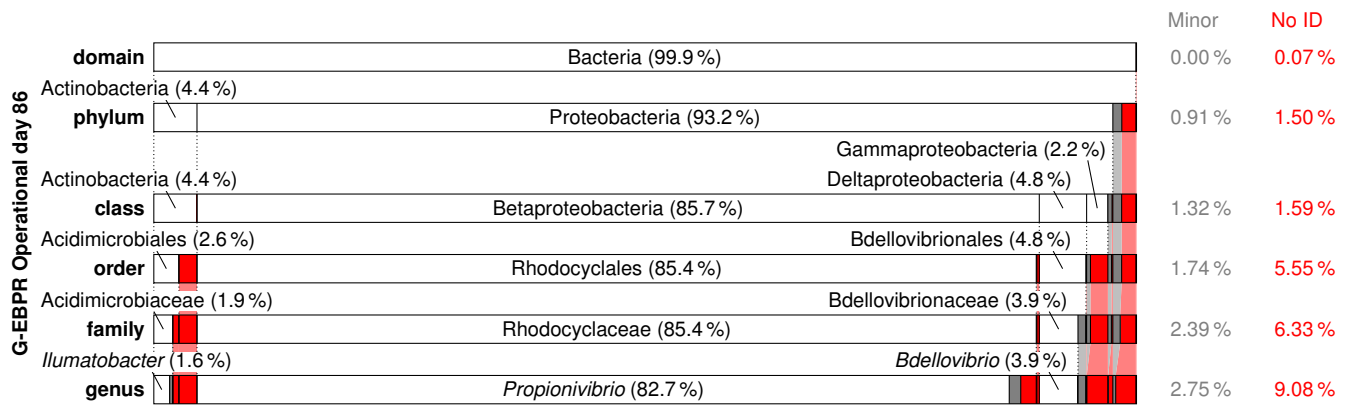 Minor No ID
domain Bacteria (99.9 %) 0.00 % 0.07 %
Actinobacteria (4.4 %)
phylum Proteobacteria (93.2 %) 0.91 % 1.50 %
Gammaproteobacteria (2.2 %)
Actinobacteria (4.4 %) Deltaproteobacteria (4.8 %)
class Betaproteobacteria (85.7 %) 1.32 % 1.59 %
Acidimicrobiales (2.6 %) Bdellovibrionales (4.8 %)
order Rhodocyclales (85.4 %) 1.74 % 5.55 %
Acidimicrobiaceae (1.9 %) Bdellovibrionaceae (3.9 %)
family Rhodocyclaceae (85.4 %) 2.39 % 6.33 %
Ilumatobacter (1.6 %) Bdellovibrio (3.9 %)
genus Propionivibrio (82.7 %) 2.75 % 9.08 %
G-EBPR Operational day 86